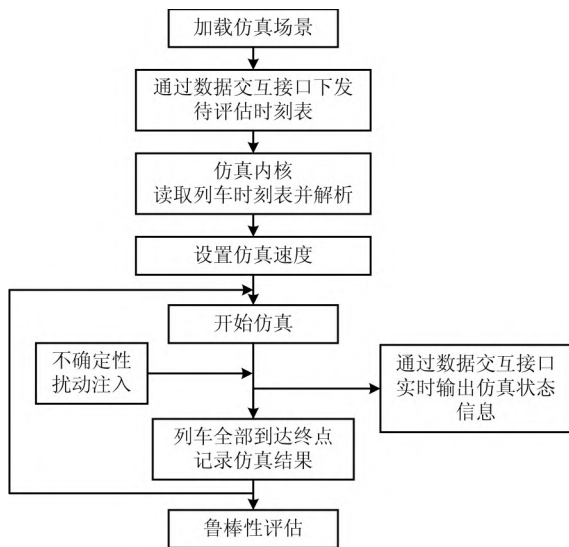 加载仿真场景
通过数据交互接口下发
待评估时刻表
仿真内核
读取列车时刻表并解析
设置仿真速度
开始仿真
不确定性
扰动注入
通过数据交互接口
实时输出仿真状态
信息
列车全部到达终点
记录仿真结果
鲁棒性评估